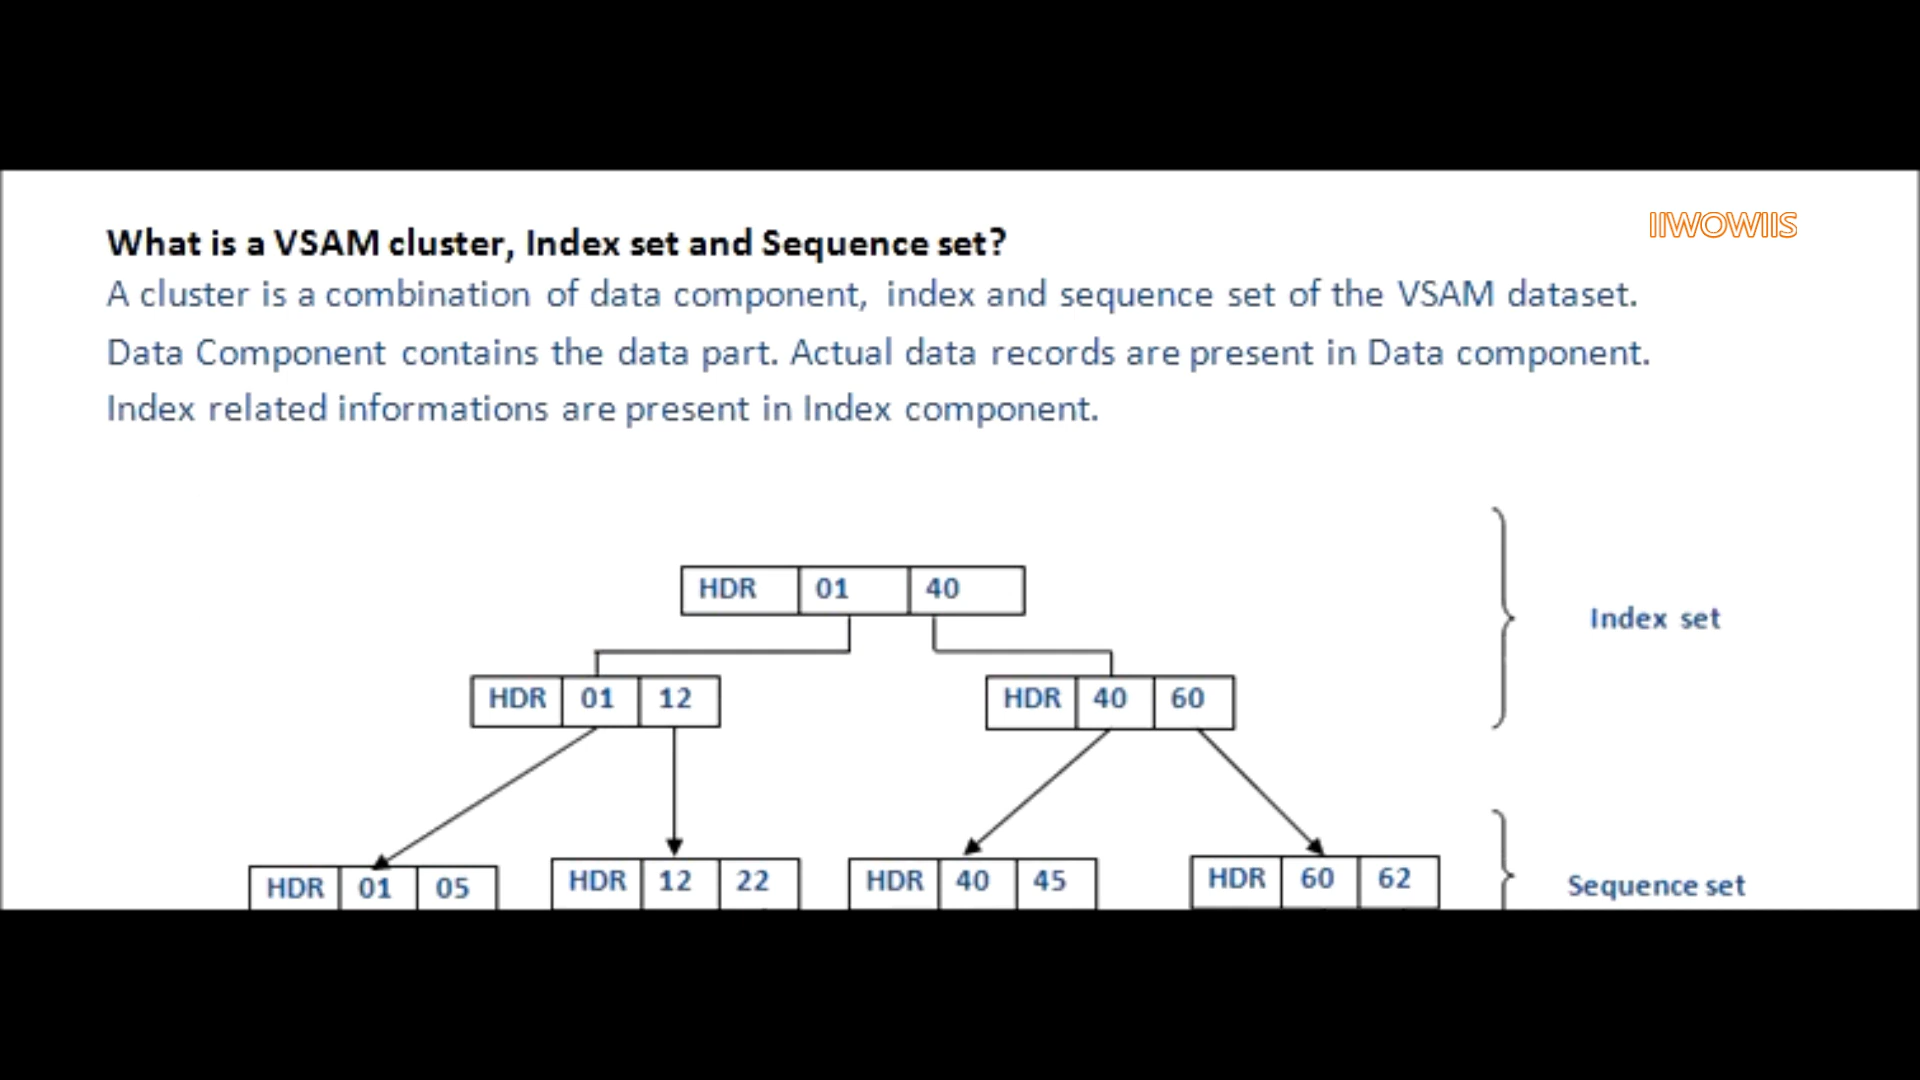 IIWOWIIS
What is a VSAM cluster, Index set and Sequence set?
A cluster is a combination of data component, index and sequence set of the VSAM dataset.
Data Component contains the data part. Actual data records are present in Data component.
Index related informations are present in Index component.
HDR 01 40
Index set
HDR 01 12
HDR 40 60
HDR 01 05
HDR 12 22
HDR 40 45
HDR 60 62
Sequence set